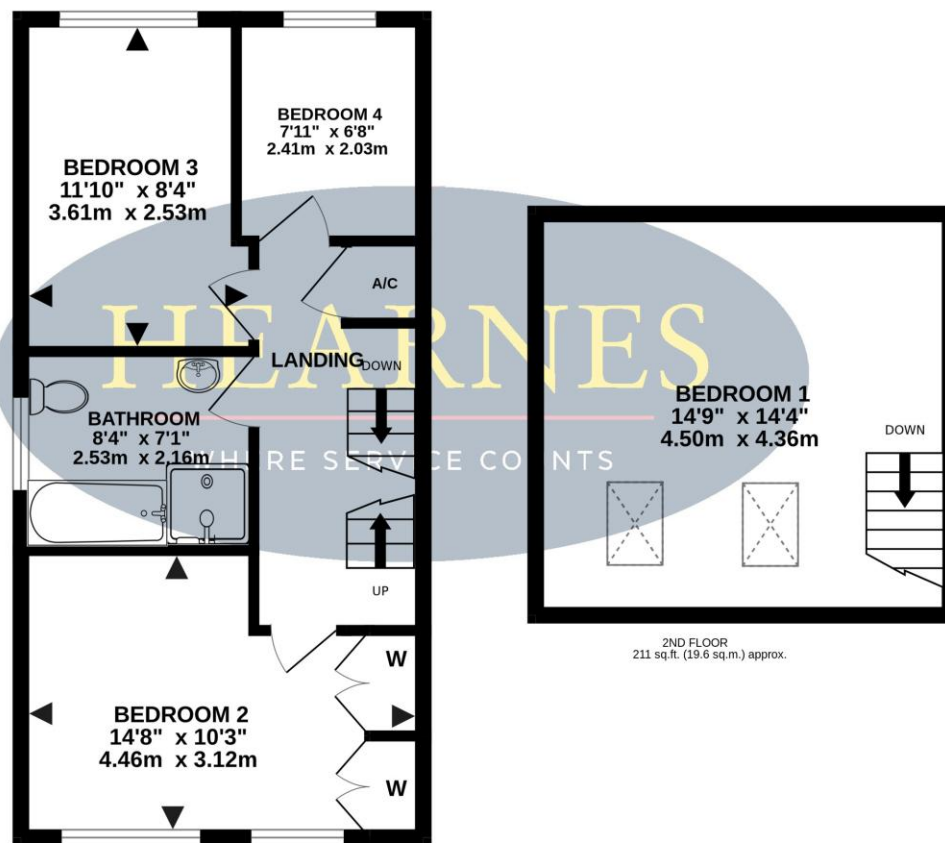 BEDROOM 4
7'11" x 6'8"
2.41m x 2.03m
BEDROOM 3
11'10" x 8'4"
3.61m x 2.53m
A/C
HEARNES
LANDING
DOWN
BATHROOM
8'4" x 7'1"
2.53m x 2.16m
WHERE SERVICE COUNTS
UP
W
BEDROOM 2
14'8" x 10'3"
4.46m x 3.12m
W
BEDROOM 1
14'9" x 14'4"
4.50m x 4.36m
DOWN
2ND FLOOR
211 sq.ft. (19.6 sq.m.) approx.